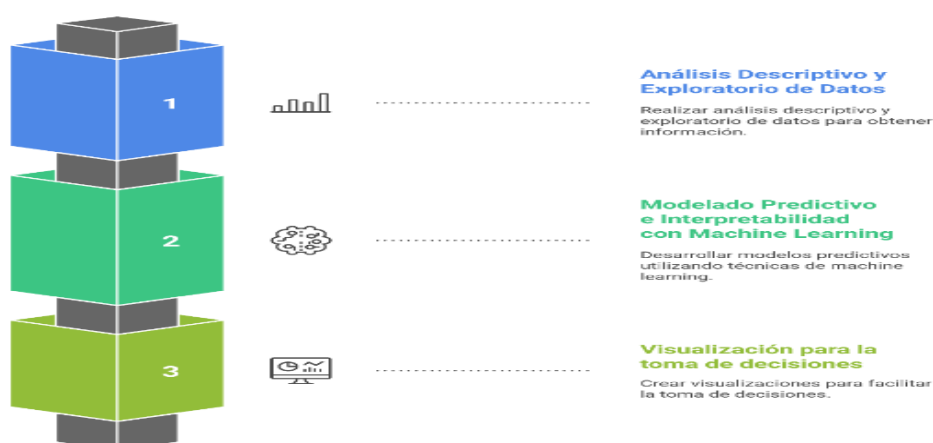 1
Análisis Descriptivo y
Exploratorio de Datos
Realizar análisis descriptivo y
exploratorio de datos para obtener
información.
2
Modelado Predictivo
e Interpretabilidad
con Machine Learning
Desarrollar modelos predictivos
utilizando técnicas de machine
learning.
3
Visualización para la
toma de decisiones
Crear visualizaciones para facilitar
la toma de decisiones.